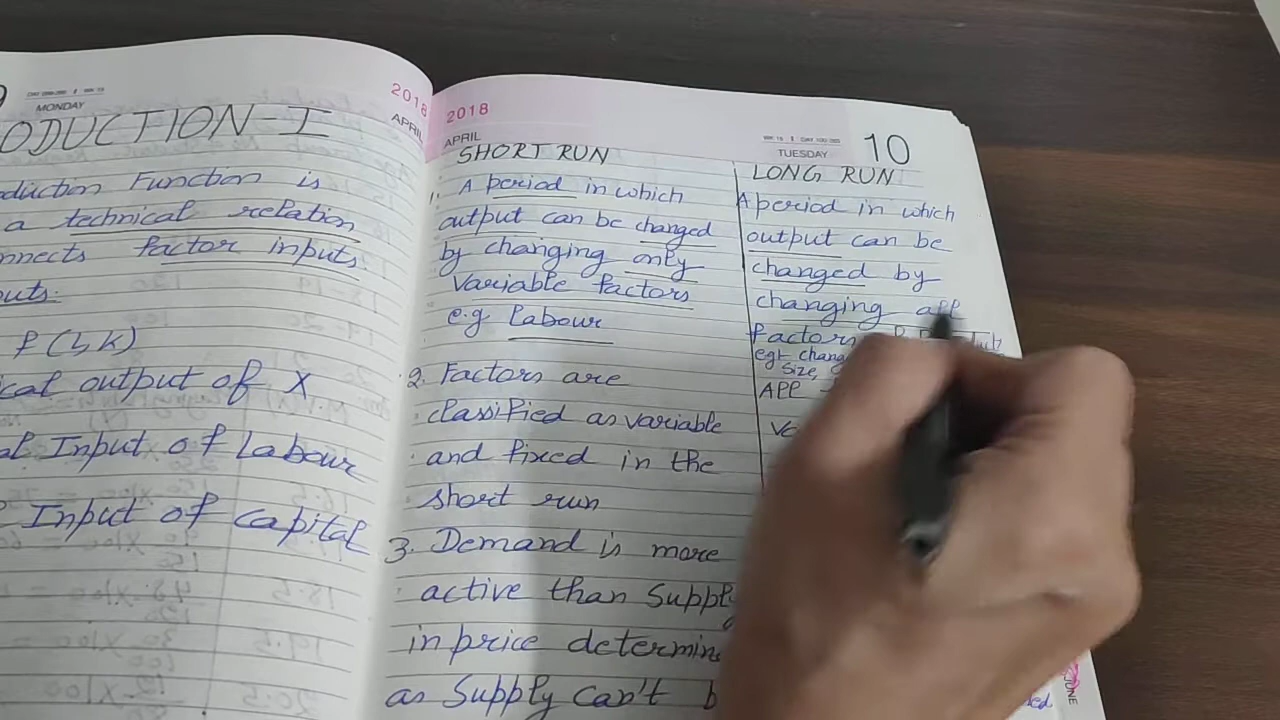 MONDAY
2018
APRIL
ODUCTION-I
duction Function is
a technical relation
nnects factor inputs
uts.
f (L, K)
cal output of X
al Input of Labour
Input of capital
2018
APRIL
TUESDAY
10
SHORT RUN
1. A period in which
output can be changed
by changing only
Variable factors
e.g Labour
2. Factors are
classified as variable
and fixed in the
short run
3. Demand is more
active than Supply
in price determin
as Supply can't b
LONG RUN
A period in which
output can be
changed by
changing all
factors
eg:- chang
Size,
All
va
JUNE